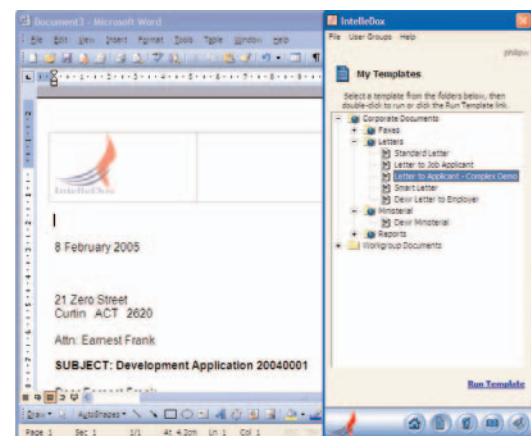 Document3 - Microsoft Word
File Edit View Insert Format Tools Table Window Help
IntelleDox
8 February 2005
21 Zero Street
Curtin ACT 2620
Attn: Earnest Frank
SUBJECT: Development Application 20040001
Dear Earnest Frank
Draw AutoShapes
Page 1 Sec 1 1/1 At 4.2cm Ln 1 Col 1
IntelleDox
File User Groups Help
philipw
My Templates
Select a template from the folders below, then
double-click to run or click the Run Template link.
Corporate Documents
Faxes
Letters
Standard Letter
Letter to Job Applicant
Letter to Applicant - Complex Demo
Smart Letter
Dewr Letter to Employer
Ministerial
Dewr Ministerial
Reports
Workgroup Documents
Run Template